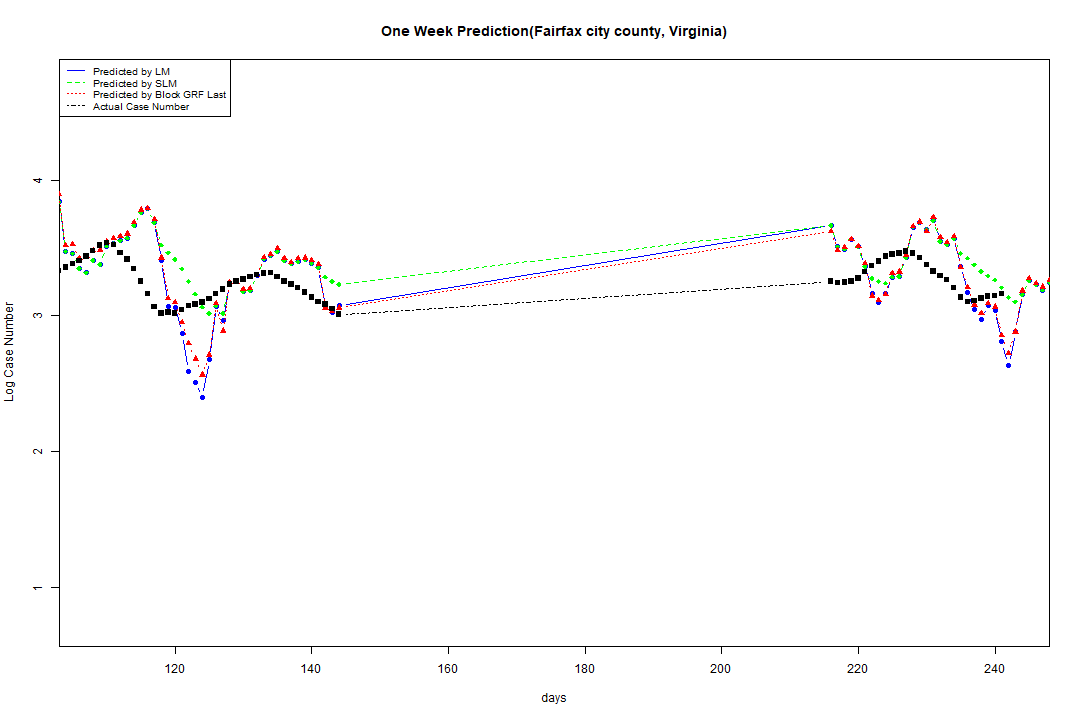 One Week Prediction(Fairfax city county, Virginia)
Predicted by LM
Predicted by SLM
Predicted by Block GRF Last
Actual Case Number
4
3
2
1
Log Case Number
120 140 160 180 200 220 240
days